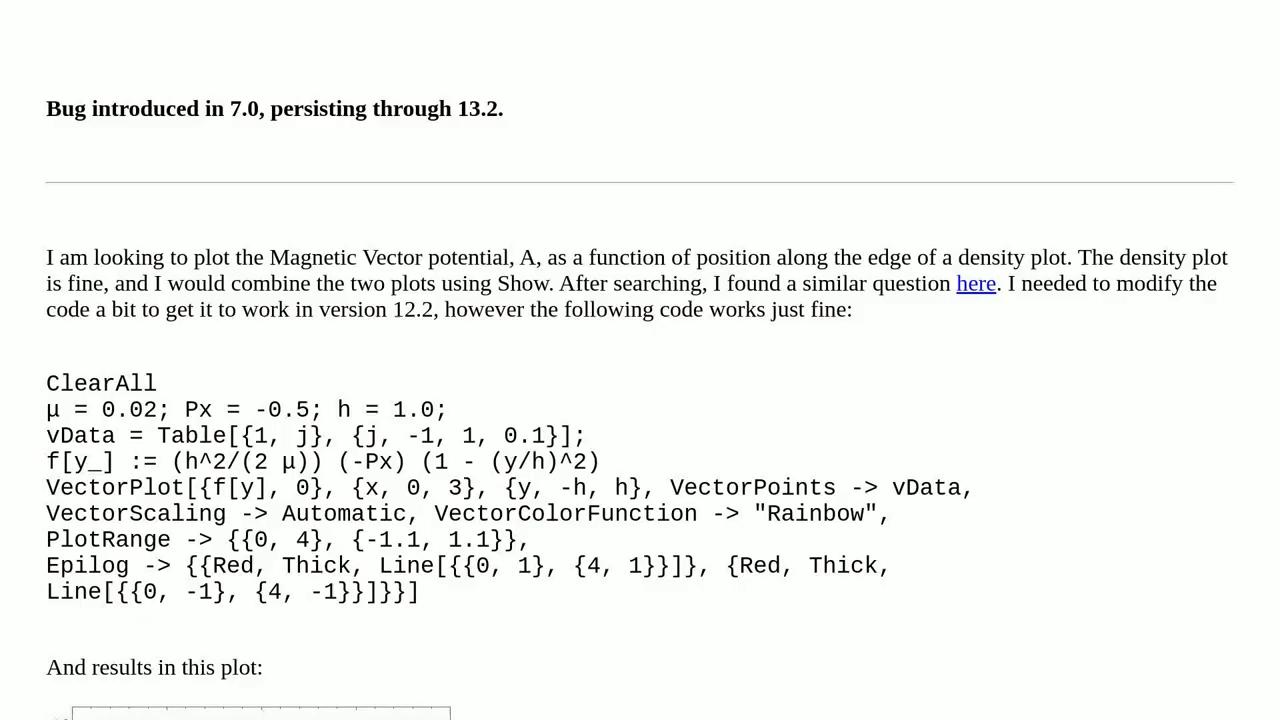 Bug introduced in 7.0, persisting through 13.2.
I am looking to plot the Magnetic Vector potential, A, as a function of position along the edge of a density plot. The density plot
is fine, and I would combine the two plots using Show. After searching, I found a similar question here. I needed to modify the
code a bit to get it to work in version 12.2, however the following code works just fine:
ClearAll
μ = 0.02; Px = -0.5; h = 1.0;
vData = Table[{1, j}, {j, -1, 1, 0.1}];
f[y_] := (h^2/(2 μ)) (-Px) (1 - (y/h)^2)
VectorPlot[{f[y], 0}, {x, 0, 3}, {y, -h, h}, VectorPoints -> vData,
VectorScaling -> Automatic, VectorColorFunction -> "Rainbow",
PlotRange -> {{0, 4}, {-1.1, 1.1}},
Epilog -> {{Red, Thick, Line[{{0, 1}, {4, 1}}]}, {Red, Thick,
Line[{{0, -1}, {4, -1}}]}}]
And results in this plot: